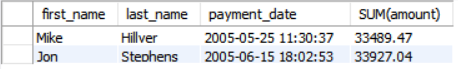 first_name last_name payment_date SUM(amount)
Mike Hillyer 2005-05-25 11:30:37 33489.47
Jon Stephens 2005-06-15 18:02:53 33927.04